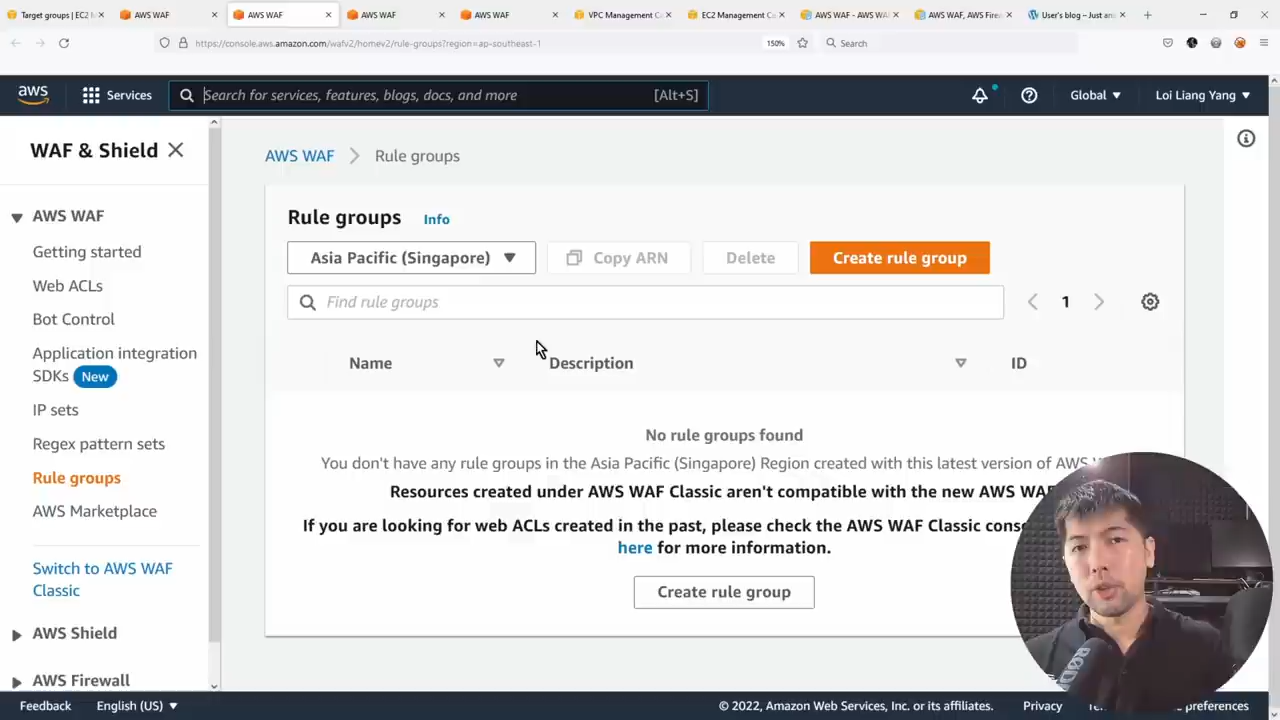 Target groups | EC2 M
AWS WAF
AWS WAF
AWS WAF
AWS WAF
VPC Management C
EC2 Management C
AWS WAF - AWS W
AWS WAF, AWS Fire
User's blog – Just an
https://console.aws.amazon.com/wafv2/homev2/rule-groups?region=ap-southeast-1
150%
Search
aws
Services
Search for services, features, blogs, docs, and more
[Alt+S]
Global
Loi Liang Yang
WAF & Shield
AWS WAF
Getting started
Web ACLs
Bot Control
Application integration
SDKs New
IP sets
Regex pattern sets
Rule groups
AWS Marketplace
Switch to AWS WAF
Classic
AWS Shield
AWS Firewall
AWS WAF > Rule groups
Rule groups Info
Asia Pacific (Singapore)
Copy ARN
Delete
Create rule group
Find rule groups
1
Name
Description
ID
No rule groups found
You don't have any rule groups in the Asia Pacific (Singapore) Region created with this latest version of AWS
Resources created under AWS WAF Classic aren't compatible with the new AWS WAF
If you are looking for web ACLs created in the past, please check the AWS WAF Classic cons
here for more information.
Create rule group
Feedback
English (US)
© 2022, Amazon Web Services, Inc. or its affiliates.
Privacy
preferences